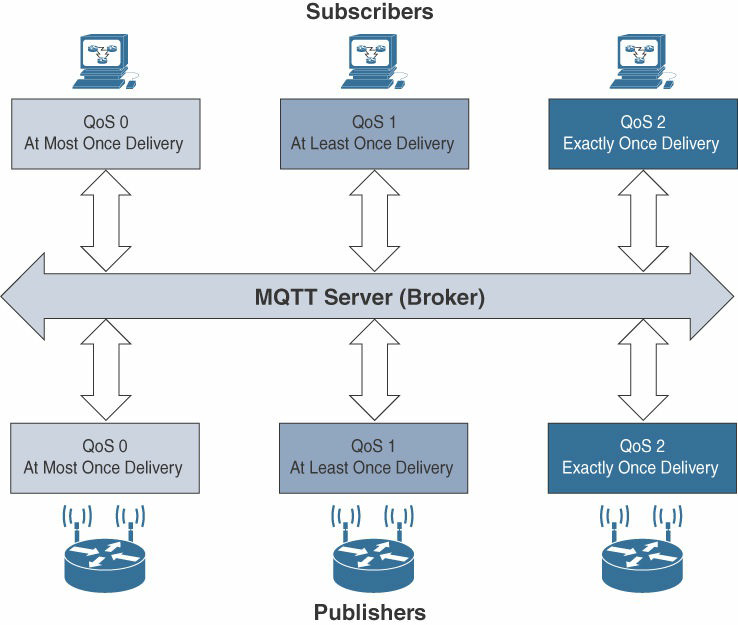 Subscribers
QoS 0
At Most Once Delivery
QoS 1
At Least Once Delivery
QoS 2
Exactly Once Delivery
MQTT Server (Broker)
QoS 0
At Most Once Delivery
QoS 1
At Least Once Delivery
QoS 2
Exactly Once Delivery
Publishers